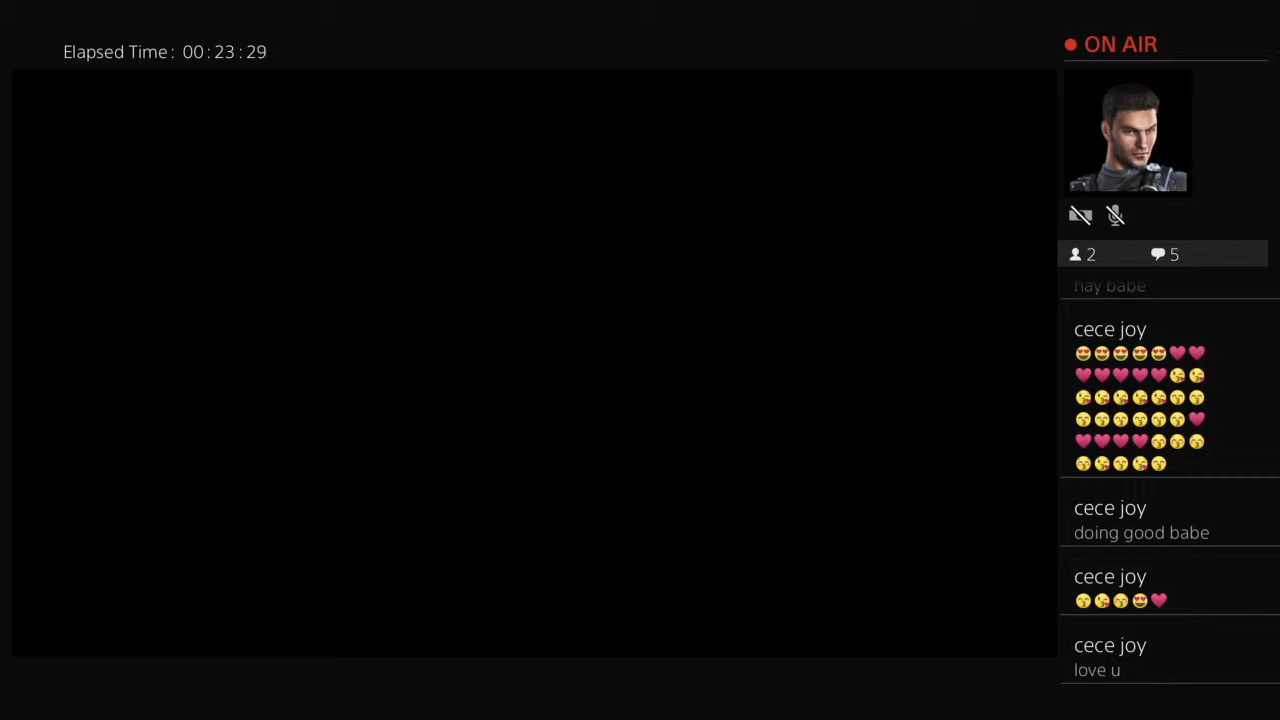 Elapsed Time: 00:23:29
ON AIR
2 5
hay babe
cece joy
😍😍😍😍😍♥♥
♥♥♥♥♥😘😘
😘😘😘😘😘😙😙
😙😙😙😙😙😙♥
♥♥♥♥😚😚😚
😚😘😙😘😙
cece joy
doing good babe
cece joy
😙😘😙😍♥
cece joy
love u